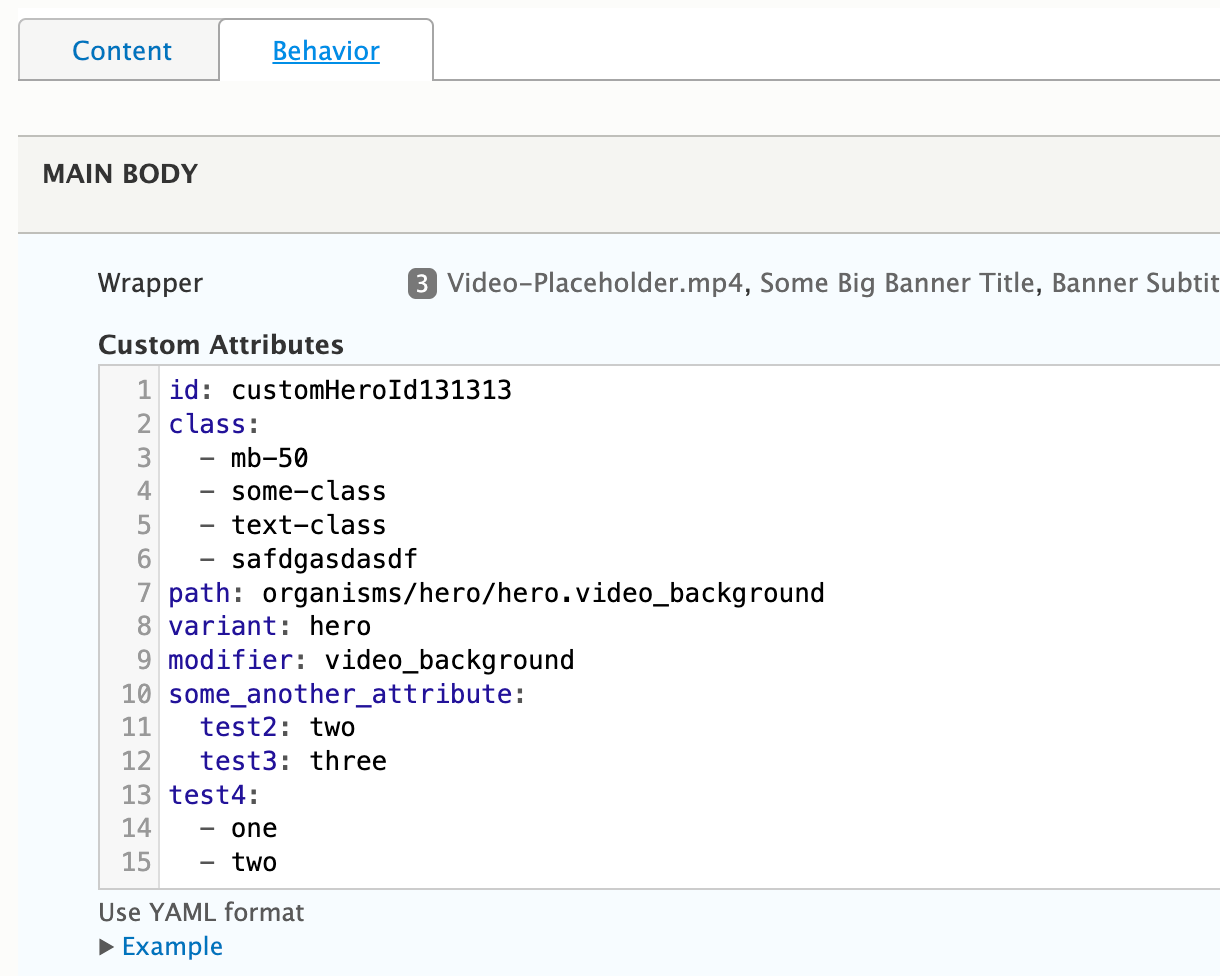 Content Behavior
MAIN BODY
Wrapper 3 Video-Placeholder.mp4, Some Big Banner Title, Banner Subtit
Custom Attributes
1 id: customHeroId131313
2 class:
3   - mb-50
4   - some-class
5   - text-class
6   - safdgasdasdf
7 path: organisms/hero/hero.video_background
8 variant: hero
9 modifier: video_background
10 some_another_attribute:
11   test2: two
12   test3: three
13 test4:
14   - one
15   - two
Use YAML format
Example